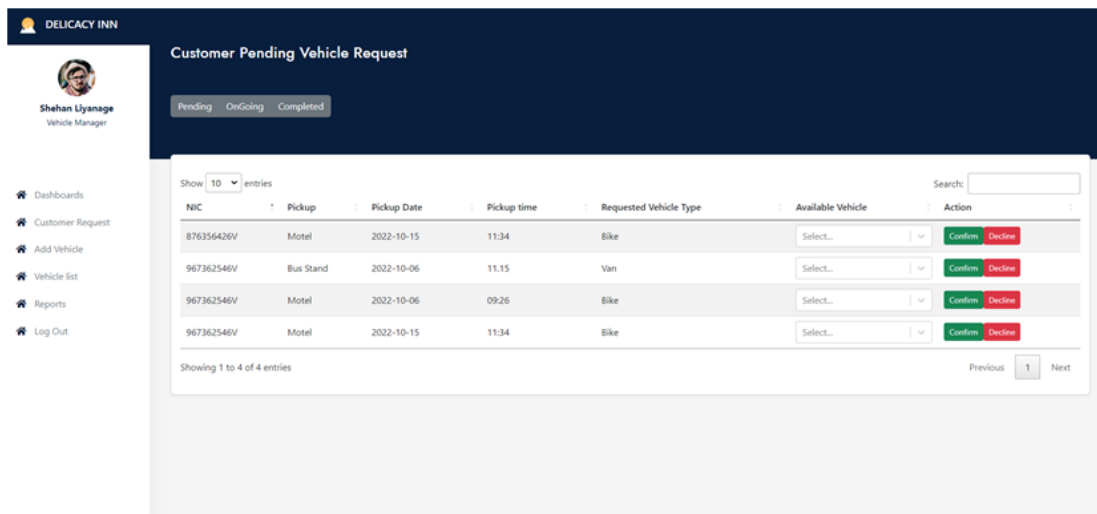 DELICACY INN
Shehan Liyanage
Vehicle Manager
Dashboards
Customer Request
Add Vehicle
Vehicle list
Reports
Log Out
Customer Pending Vehicle Request
Pending OnGoing Completed
Show 10 entries Search:
NIC Pickup Pickup Date Pickup time Requested Vehicle Type Available Vehicle Action
876356426V Motel 2022-10-15 11:34 Bike Select... Confirm Decline
967362546V Bus Stand 2022-10-06 11.15 Van Select... Confirm Decline
967362546V Motel 2022-10-06 09:26 Bike Select... Confirm Decline
967362546V Motel 2022-10-15 11:34 Bike Select... Confirm Decline
Showing 1 to 4 of 4 entries Previous 1 Next